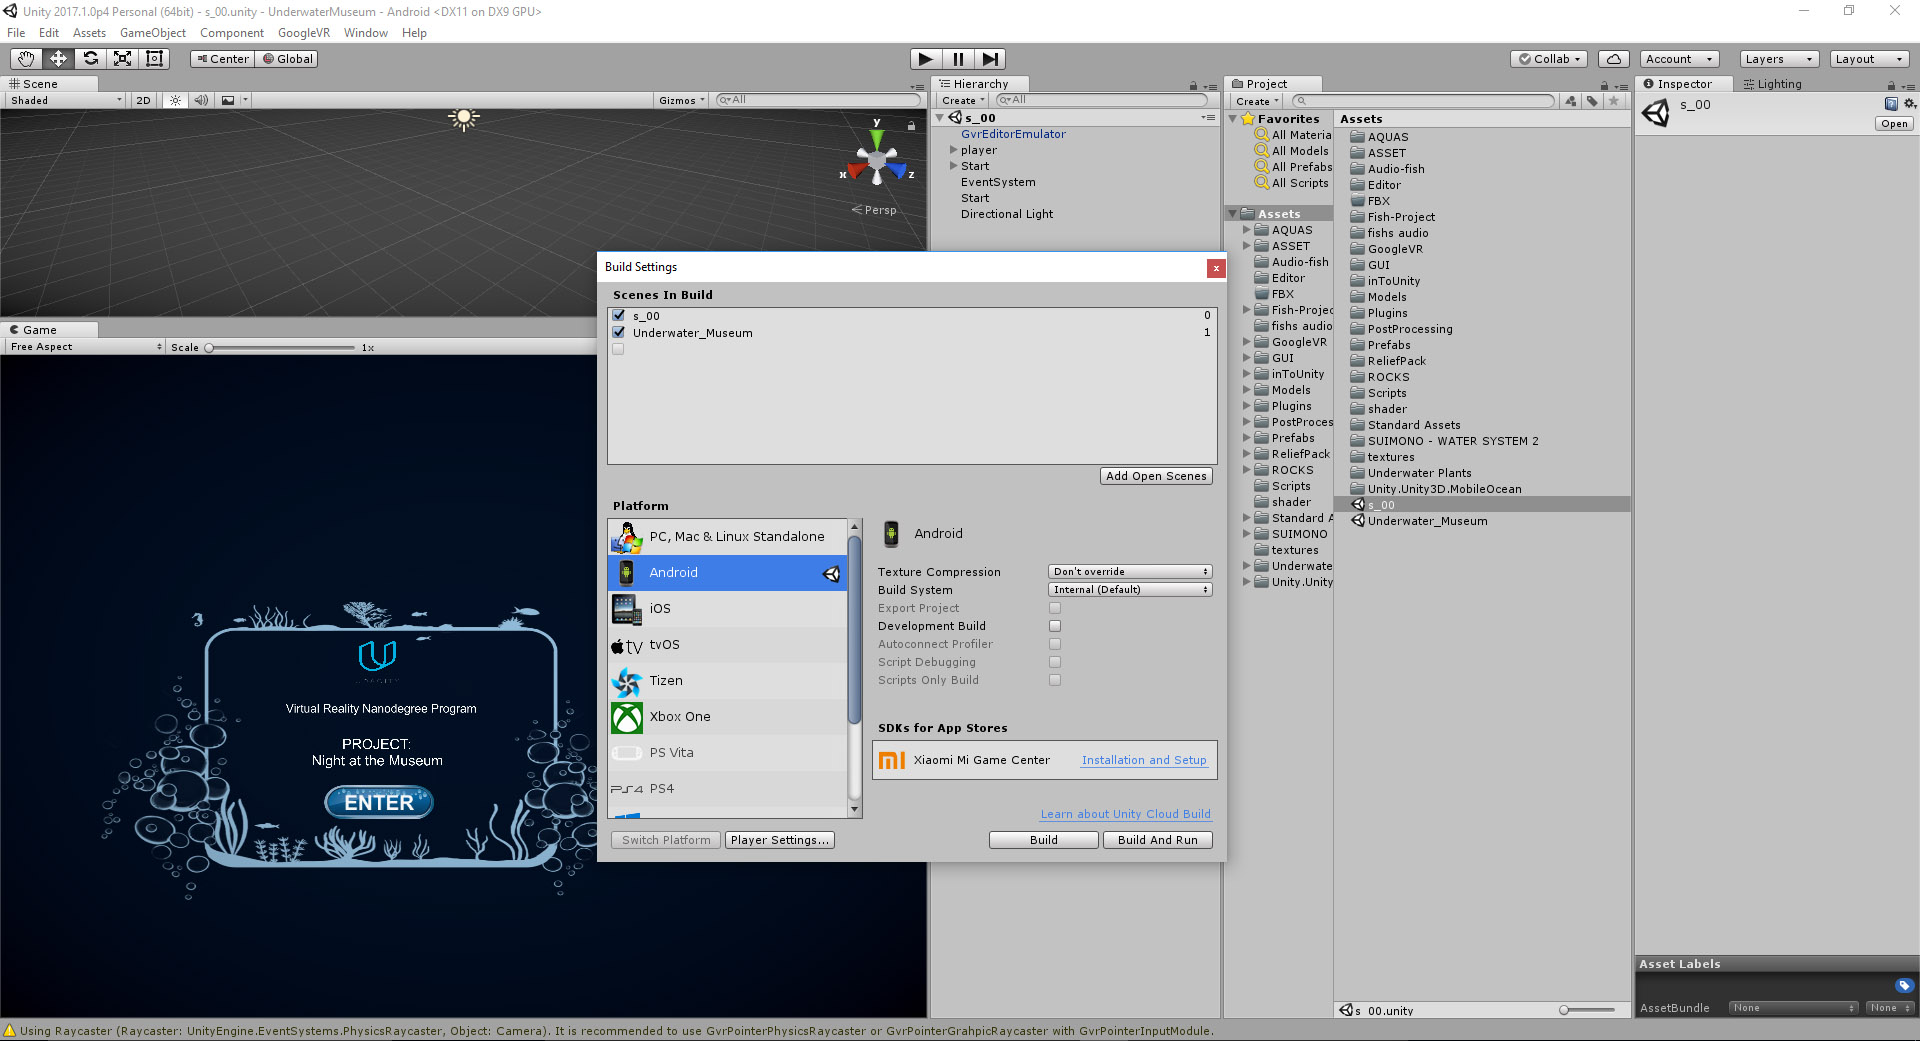 Unity 2017.1.0p4 Personal (64bit) - s_00.unity - UnderwaterMuseum - Android <DX11 on DX9 GPU>
File Edit Assets GameObject Component GoogleVR Window Help
Center Global
Collab Account Layers Layout
Scene
Shaded 2D Gizmos All
y
x z
Persp
Game
Free Aspect Scale 1x
Virtual Reality Nanodegree Program
PROJECT:
Night at the Museum
ENTER
Hierarchy
Create All
s_00
GvrEditorEmulator
player
Start
EventSystem
Start
Directional Light
Build Settings
x
Scenes In Build
s_00 0
Underwater_Museum 1
Add Open Scenes
Platform
PC, Mac & Linux Standalone
Android
iOS
tv tvOS
Tizen
Xbox One
PS Vita
PS4 PS4
Switch Platform Player Settings...
Android
Texture Compression Don't override
Build System Internal (Default)
Export Project
Development Build
Autoconnect Profiler
Script Debugging
Scripts Only Build
SDKs for App Stores
mi Xiaomi Mi Game Center Installation and Setup
Learn about Unity Cloud Build
Build Build And Run
Project
Create
Favorites
All Materia
All Models
All Prefabs
All Scripts
Assets
AQUAS
ASSET
Audio-fish
Editor
FBX
Fish-Projec
fishs audio
GoogleVR
GUI
inToUnity
Models
Plugins
PostProces
Prefabs
ReliefPack
ROCKS
Scripts
shader
Standard A
SUIMONO
textures
Underwate
Unity.Unity
Assets
AQUAS
ASSET
Audio-fish
Editor
FBX
Fish-Project
fishs audio
GoogleVR
GUI
inToUnity
Models
Plugins
PostProcessing
Prefabs
ReliefPack
ROCKS
Scripts
shader
Standard Assets
SUIMONO - WATER SYSTEM 2
textures
Underwater Plants
Unity.Unity3D.MobileOcean
s_00
Underwater_Museum
s_00.unity
Inspector Lighting
s_00
Open
Asset Labels
AssetBundle None None
Using Raycaster (Raycaster: UnityEngine.EventSystems.PhysicsRaycaster, Object: Camera). It is recommended to use GvrPointerPhysicsRaycaster or GvrPointerGrahpicRaycaster with GvrPointerInputModule.